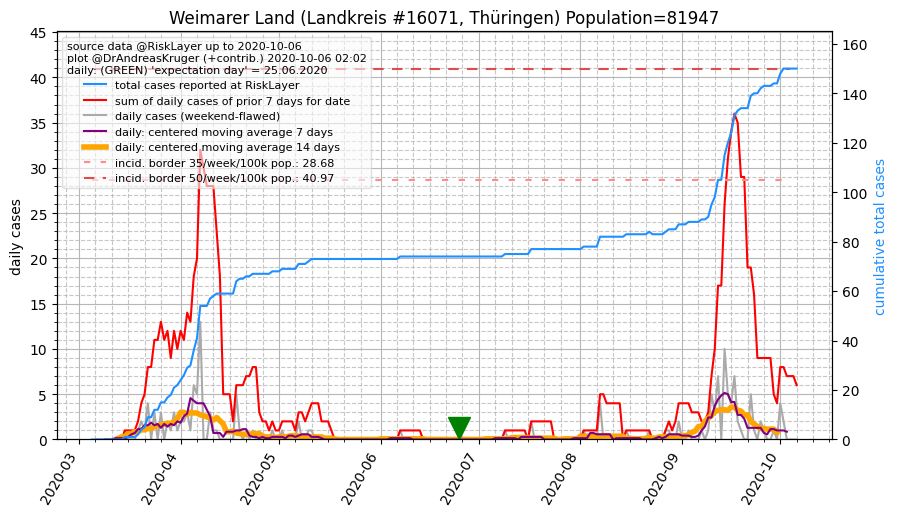 Weimarer Land (Landkreis #16071, Thüringen) Population=81947
source data @RiskLayer up to 2020-10-06
plot @DrAndreasKruger (+contrib.) 2020-10-06 02:02
daily: (GREEN) 'expectation day' = 25.06.2020
total cases reported at RiskLayer
sum of daily cases of prior 7 days for date
daily cases (weekend-flawed)
daily: centered moving average 7 days
daily: centered moving average 14 days
incid. border 35/week/100k pop.: 28.68
incid. border 50/week/100k pop.: 40.97
daily cases
45
40
35
30
25
20
15
10
5
0
cumulative total cases
160
140
120
100
80
60
40
20
0
2020-03
2020-04
2020-05
2020-06
2020-07
2020-08
2020-09
2020-10